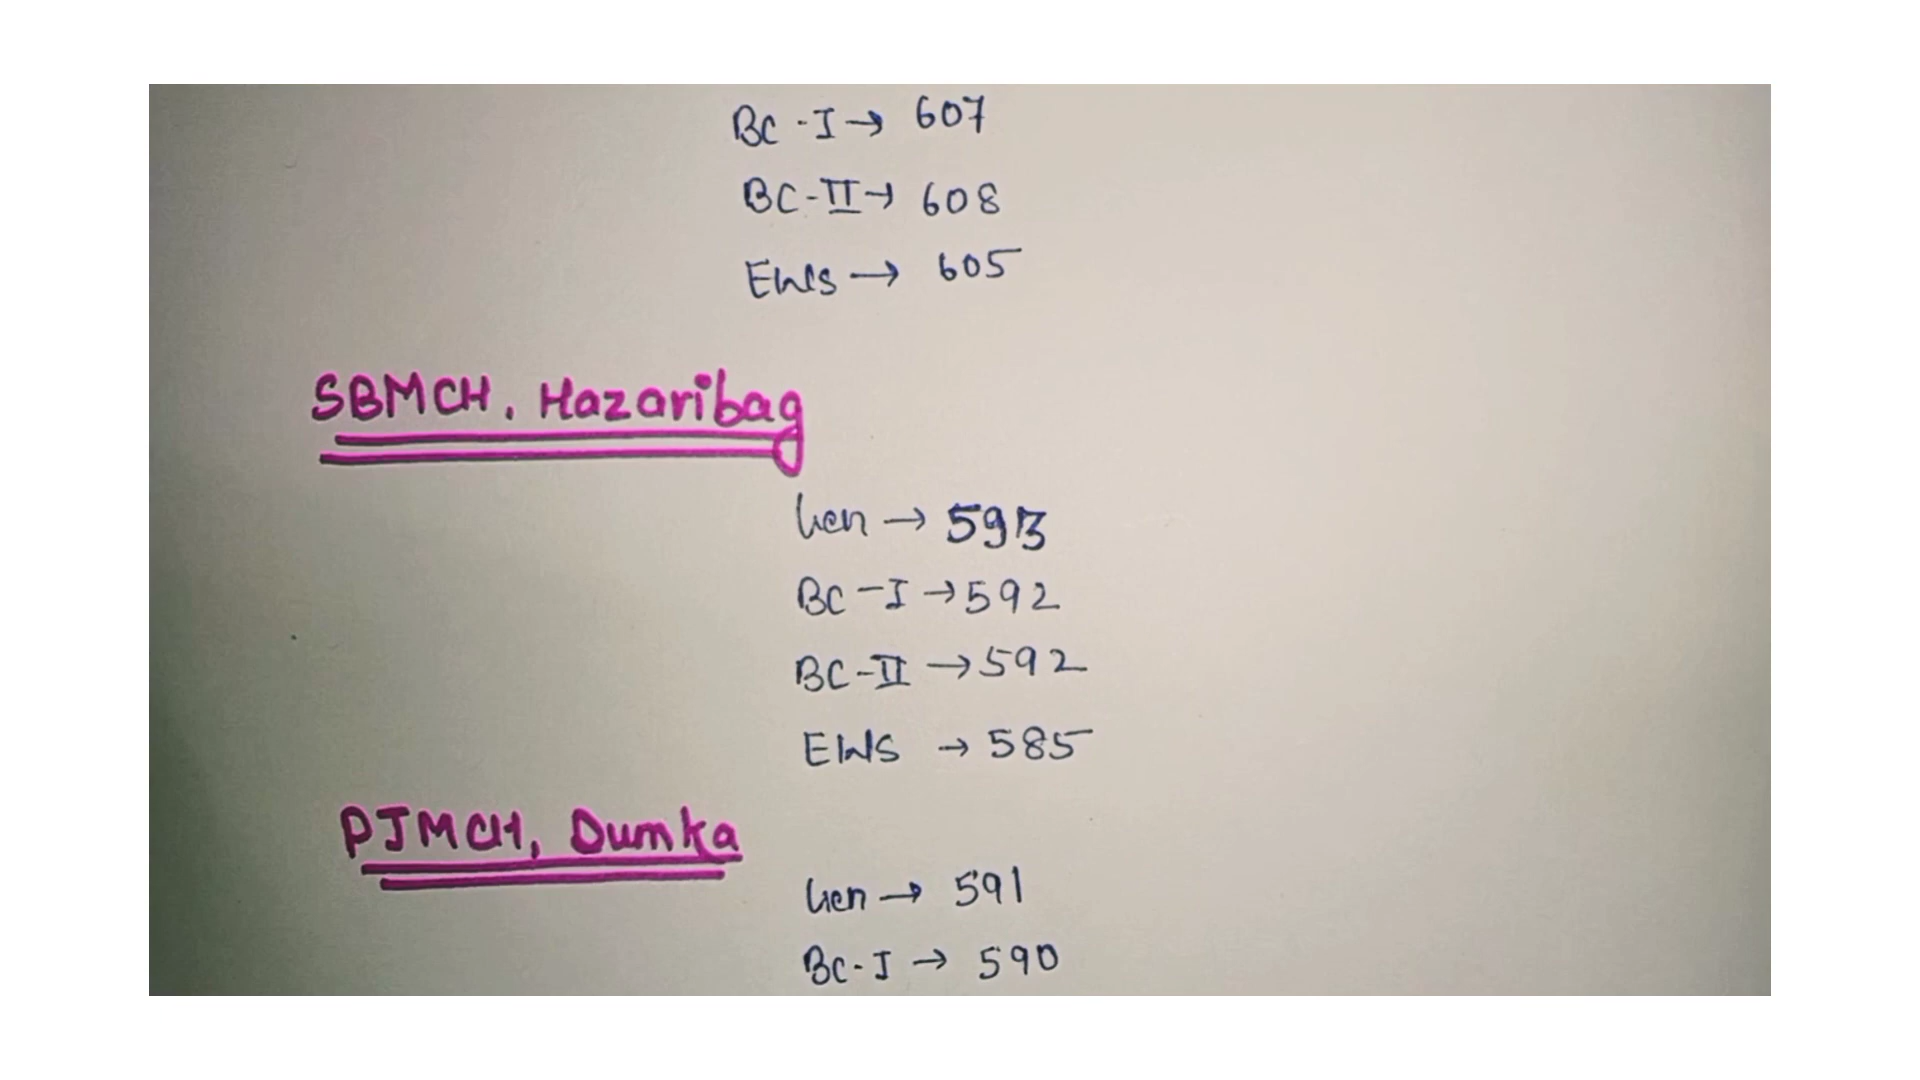 BC-I → 607
BC-II → 608
EWS → 605
SBMCH, Hazaribag
Gen → 593
BC-I → 592
BC-II → 592
EWS → 585
PJMCH, Dumka
Gen → 591
BC-I → 590